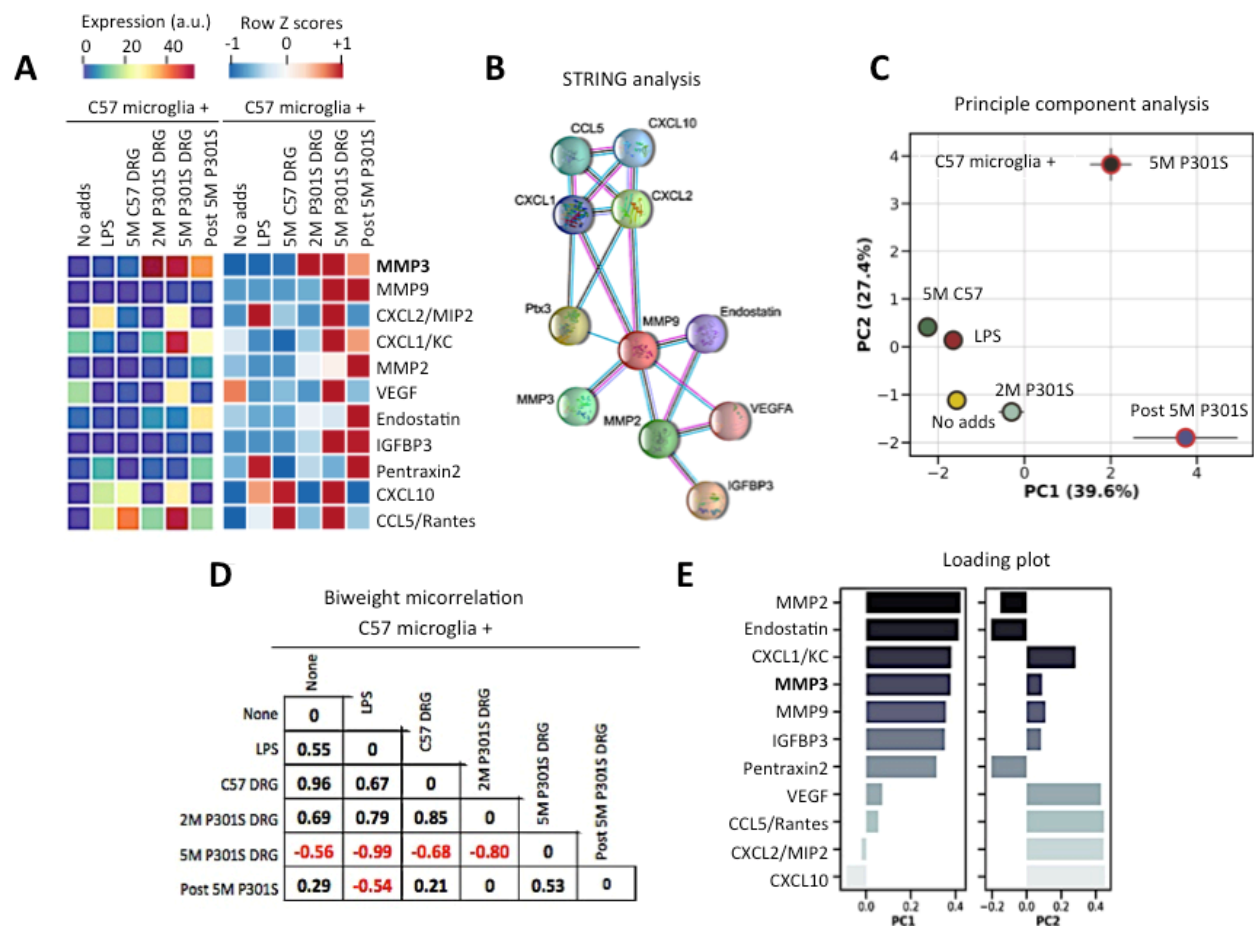 Expression (a.u.)
0 20 40
Row Z scores
-1 0 +1
A
C57 microglia +
C57 microglia +
No adds
LPS
5M C57 DRG
2M P301S DRG
5M P301S DRG
Post 5M P301S
No adds
LPS
5M C57 DRG
2M P301S DRG
5M P301S DRG
Post 5M P301S
MMP3
MMP9
CXCL2/MIP2
CXCL1/KC
MMP2
VEGF
Endostatin
IGFBP3
Pentraxin2
CXCL10
CCL5/Rantes
B
STRING analysis
CCL5
CXCL10
CXCL1
CXCL2
Ptx3
MMP9
Endostatin
MMP3
MMP2
VEGFA
IGFBP3
C
Principle component analysis
C57 microglia +
5M P301S
5M C57
LPS
2M P301S
No adds
Post 5M P301S
PC2 (27.4%)
4
3
2
1
0
−1
−2
−2 0 2 4
PC1 (39.6%)
D
Biweight micorrelation
C57 microglia +
None
LPS
C57 DRG
2M P301S DRG
5M P301S DRG
Post 5M P301S DRG
None 0
LPS 0.55 0
C57 DRG 0.96 0.67 0
2M P301S DRG 0.69 0.79 0.85 0
5M P301S DRG -0.56 -0.99 -0.68 -0.80 0
Post 5M P301S 0.29 -0.54 0.21 0 0.53 0
E
Loading plot
MMP2
Endostatin
CXCL1/KC
MMP3
MMP9
IGFBP3
Pentraxin2
VEGF
CCL5/Rantes
CXCL2/MIP2
CXCL10
0.0 0.2 0.4
PC1
−0.2 0.0 0.2 0.4
PC2